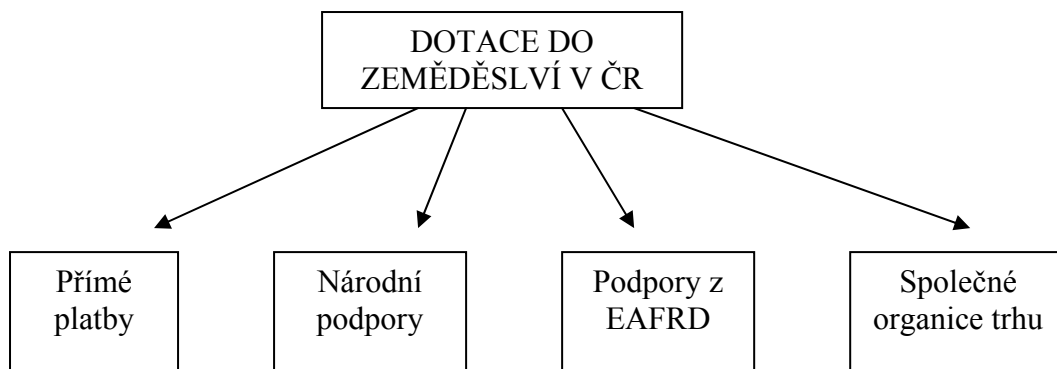 DOTACE DO
ZEMĚDĚSLVÍ V ČR
Přímé
platby
Národní
podpory
Podpory z
EAFRD
Společné
organice trhu